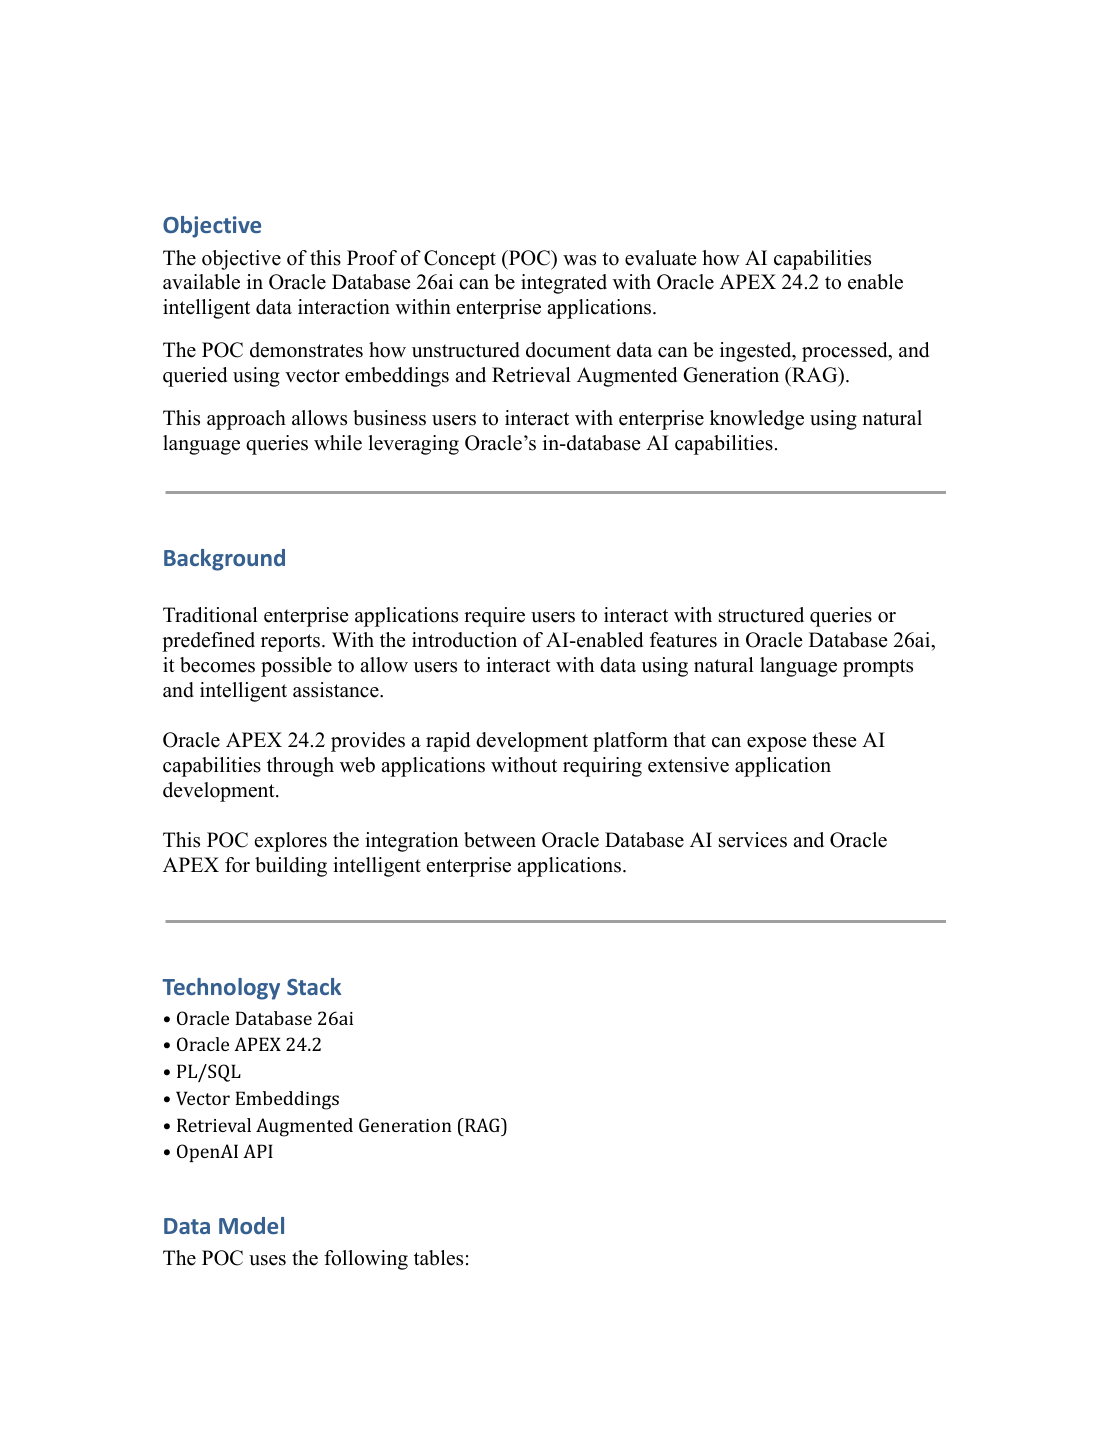 Objective
The objective of this Proof of Concept (POC) was to evaluate how AI capabilities
available in Oracle Database 26ai can be integrated with Oracle APEX 24.2 to enable
intelligent data interaction within enterprise applications.
The POC demonstrates how unstructured document data can be ingested, processed, and
queried using vector embeddings and Retrieval Augmented Generation (RAG).
This approach allows business users to interact with enterprise knowledge using natural
language queries while leveraging Oracle’s in-database AI capabilities.
Background
Traditional enterprise applications require users to interact with structured queries or
predefined reports. With the introduction of AI-enabled features in Oracle Database 26ai,
it becomes possible to allow users to interact with data using natural language prompts
and intelligent assistance.
Oracle APEX 24.2 provides a rapid development platform that can expose these AI
capabilities through web applications without requiring extensive application
development.
This POC explores the integration between Oracle Database AI services and Oracle
APEX for building intelligent enterprise applications.
Technology Stack
• Oracle Database 26ai
• Oracle APEX 24.2
• PL/SQL
• Vector Embeddings
• Retrieval Augmented Generation (RAG)
• OpenAI API
Data Model
The POC uses the following tables: